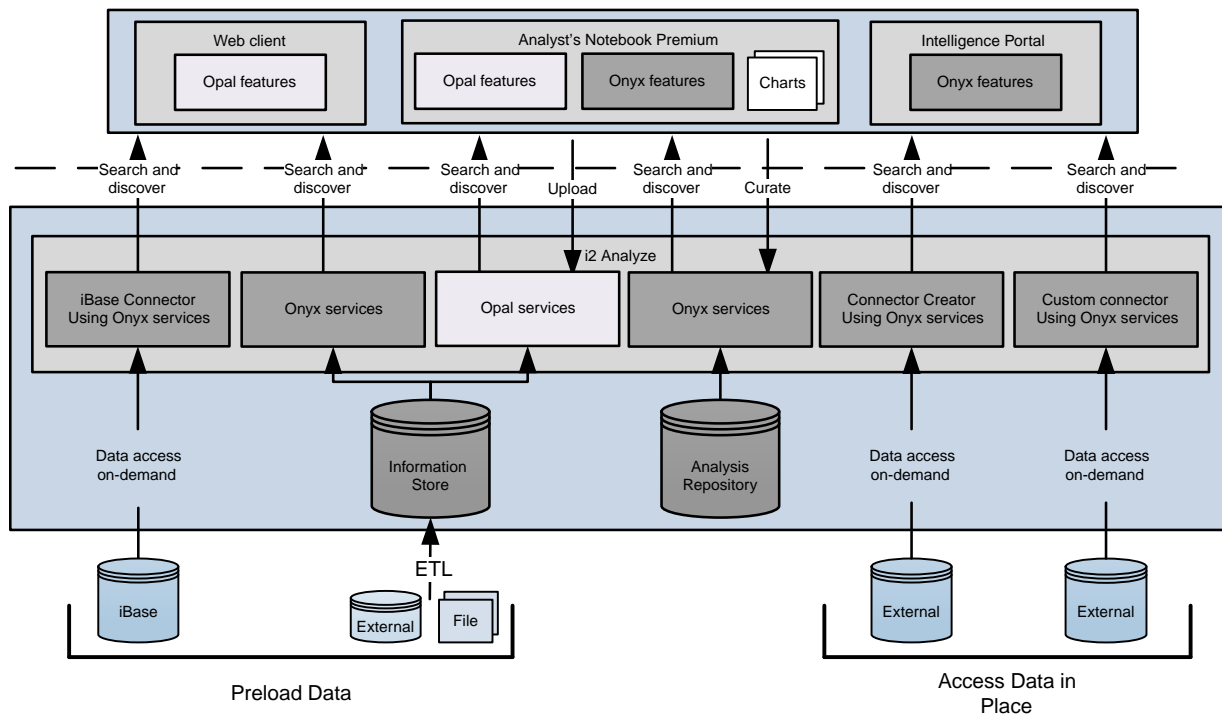 Web client
Opal features
Analyst's Notebook Premium
Opal features
Onyx features
Charts
Intelligence Portal
Onyx features
Search and
discover
Search and
discover
Search and
discover
Upload
Search and
discover
Curate
Search and
discover
Search and
discover
i2 Analyze
iBase Connector
Using Onyx services
Onyx services
Opal services
Onyx services
Connector Creator
Using Onyx services
Custom connector
Using Onyx services
Data access
on-demand
Information
Store
Analysis
Repository
Data access
on-demand
Data access
on-demand
ETL
iBase
External
File
External
External
Preload Data
Access Data in
Place